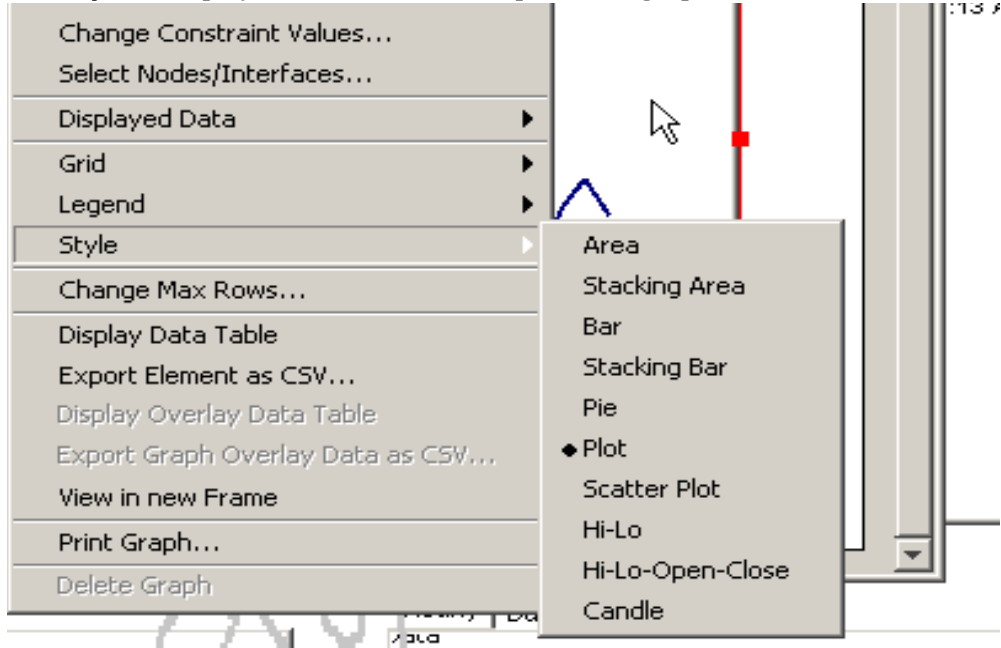 :13
Change Constraint Values...
Select Nodes/Interfaces...
Displayed Data
Grid
Legend
Style
Change Max Rows...
Display Data Table
Export Element as CSV...
Display Overlay Data Table
Export Graph Overlay Data as CSV...
View in new Frame
Print Graph...
Delete Graph
Area
Stacking Area
Bar
Stacking Bar
Pie
Plot
Scatter Plot
Hi-Lo
Hi-Lo-Open-Close
Candle